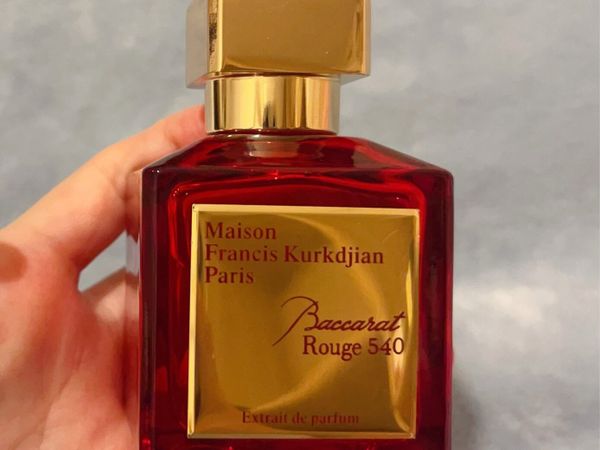 Maison
Francis Kurkdjian
Paris
Baccarat
Rouge 540
Extrait de parfum